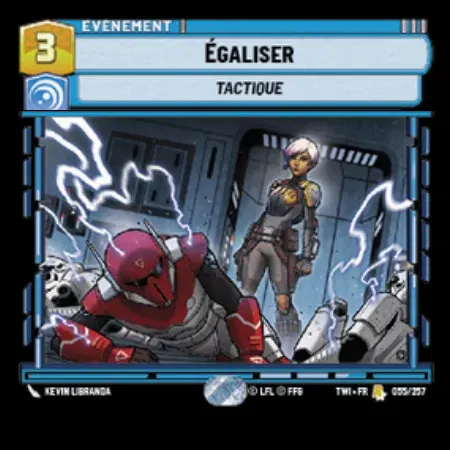 EVENEMENT
3
ÉGALISER
TACTIQUE
KEVIN LIBRANDA
© LFL © FFG
TWI • FR
055/257